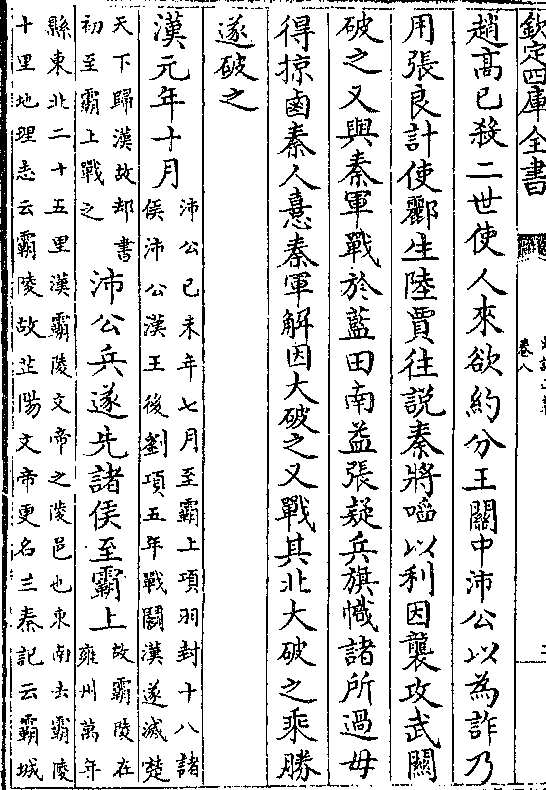 欽定四庫全書
卷八
趙髙已殺二世使人來欲約分王關中沛公以為詐乃
用張良計使酈生陸賈往説秦將㗖以利因襲攻武關
破之又與秦軍戰於藍田南益張疑兵旗幟諸所過毋
得掠鹵秦人憙秦軍解因大破之又戰其北大破之乘勝
遂破之
漢元年十月
沛公已未年七月至霸上項羽封十八諸
侯沛公漢王後劉項五年戰鬭漢遂滅楚
天下歸漢故却書
初至霸上戰之
沛公兵遂先諸侯至霸上
故霸陵在
雍州萬年
縣東北二十五里漢霸陵文帝之陵邑也東南去霸陵
十里地理志云霸陵故芷陽文帝更名三秦記云霸城